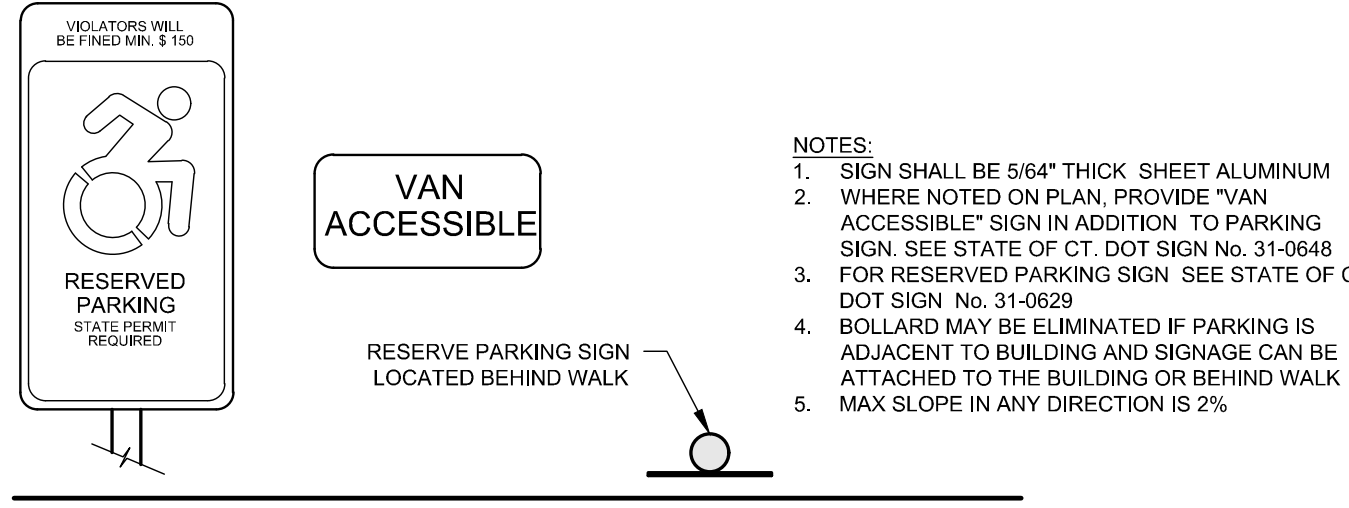 VIOLATORS WILL
BE FINED MIN. $ 150
RESERVED
PARKING
STATE PERMIT
REQUIRED
VAN
ACCESSIBLE
RESERVE PARKING SIGN
LOCATED BEHIND WALK
NOTES:
1. SIGN SHALL BE 5/64" THICK SHEET ALUMINUM
2. WHERE NOTED ON PLAN, PROVIDE "VAN
ACCESSIBLE" SIGN IN ADDITION TO PARKING
SIGN. SEE STATE OF CT. DOT SIGN No. 31-0648
3. FOR RESERVED PARKING SIGN SEE STATE OF
DOT SIGN No. 31-0629
4. BOLLARD MAY BE ELIMINATED IF PARKING IS
ADJACENT TO BUILDING AND SIGNAGE CAN BE
ATTACHED TO THE BUILDING OR BEHIND WALK
5. MAX SLOPE IN ANY DIRECTION IS 2%